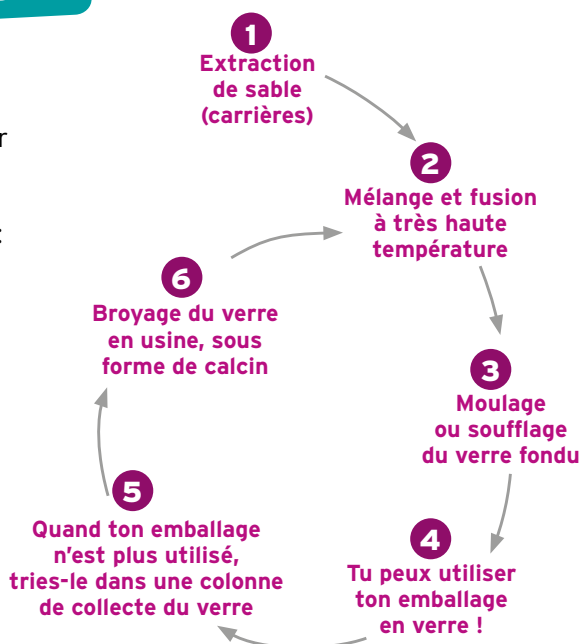 1
Extraction
de sable
(carrières)
r
2
Mélange et fusion
à très haute
température
:
3
Moulage
ou soufflage
du verre fondu
4
Tu peux utiliser
ton emballage
en verre !
5
Quand ton emballage
n'est plus utilisé,
tries-le dans une colonne
de collecte du verre
6
Broyage du verre
en usine, sous
forme de calcin